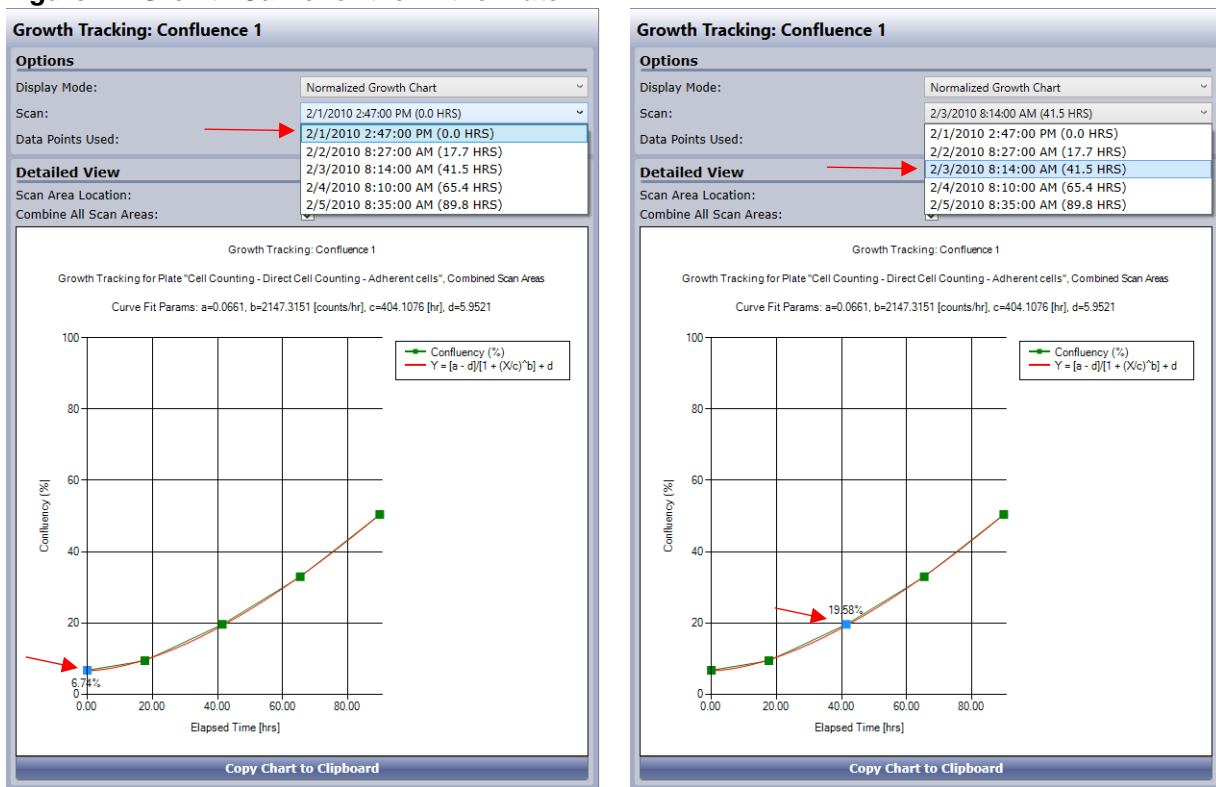 Growth Tracking: Confluence 1
Options
Display Mode: Normalized Growth Chart
Scan: 2/1/2010 2:47:00 PM (0.0 HRS)
2/1/2010 2:47:00 PM (0.0 HRS)
Data Points Used:
2/2/2010 8:27:00 AM (17.7 HRS)
2/3/2010 8:14:00 AM (41.5 HRS)
Detailed View
2/4/2010 8:10:00 AM (65.4 HRS)
Scan Area Location:
2/5/2010 8:35:00 AM (89.8 HRS)
Combine All Scan Areas:
Growth Tracking: Confluence 1
Growth Tracking for Plate "Cell Counting - Direct Cell Counting - Adherent cells", Combined Scan Areas
Curve Fit Params: a=0.0661, b=2147.3151 [counts/hr], c=404.1076 [hr], d=5.9521
Confluency (%)
Y = [a - d]/[1 + (X/c)^b] + d
100
80
60
40
20
0
Confluency (%)
6.74%
0.00 20.00 40.00 60.00 80.00
Elapsed Time [hrs]
Copy Chart to Clipboard
Growth Tracking: Confluence 1
Options
Display Mode: Normalized Growth Chart
Scan: 2/3/2010 8:14:00 AM (41.5 HRS)
2/1/2010 2:47:00 PM (0.0 HRS)
Data Points Used:
2/2/2010 8:27:00 AM (17.7 HRS)
2/3/2010 8:14:00 AM (41.5 HRS)
Detailed View
2/4/2010 8:10:00 AM (65.4 HRS)
Scan Area Location:
2/5/2010 8:35:00 AM (89.8 HRS)
Combine All Scan Areas:
Growth Tracking: Confluence 1
Growth Tracking for Plate "Cell Counting - Direct Cell Counting - Adherent cells", Combined Scan Areas
Curve Fit Params: a=0.0661, b=2147.3151 [counts/hr], c=404.1076 [hr], d=5.9521
Confluency (%)
Y = [a - d]/[1 + (X/c)^b] + d
100
80
60
40
20
0
Confluency (%)
19.58%
0.00 20.00 40.00 60.00 80.00
Elapsed Time [hrs]
Copy Chart to Clipboard